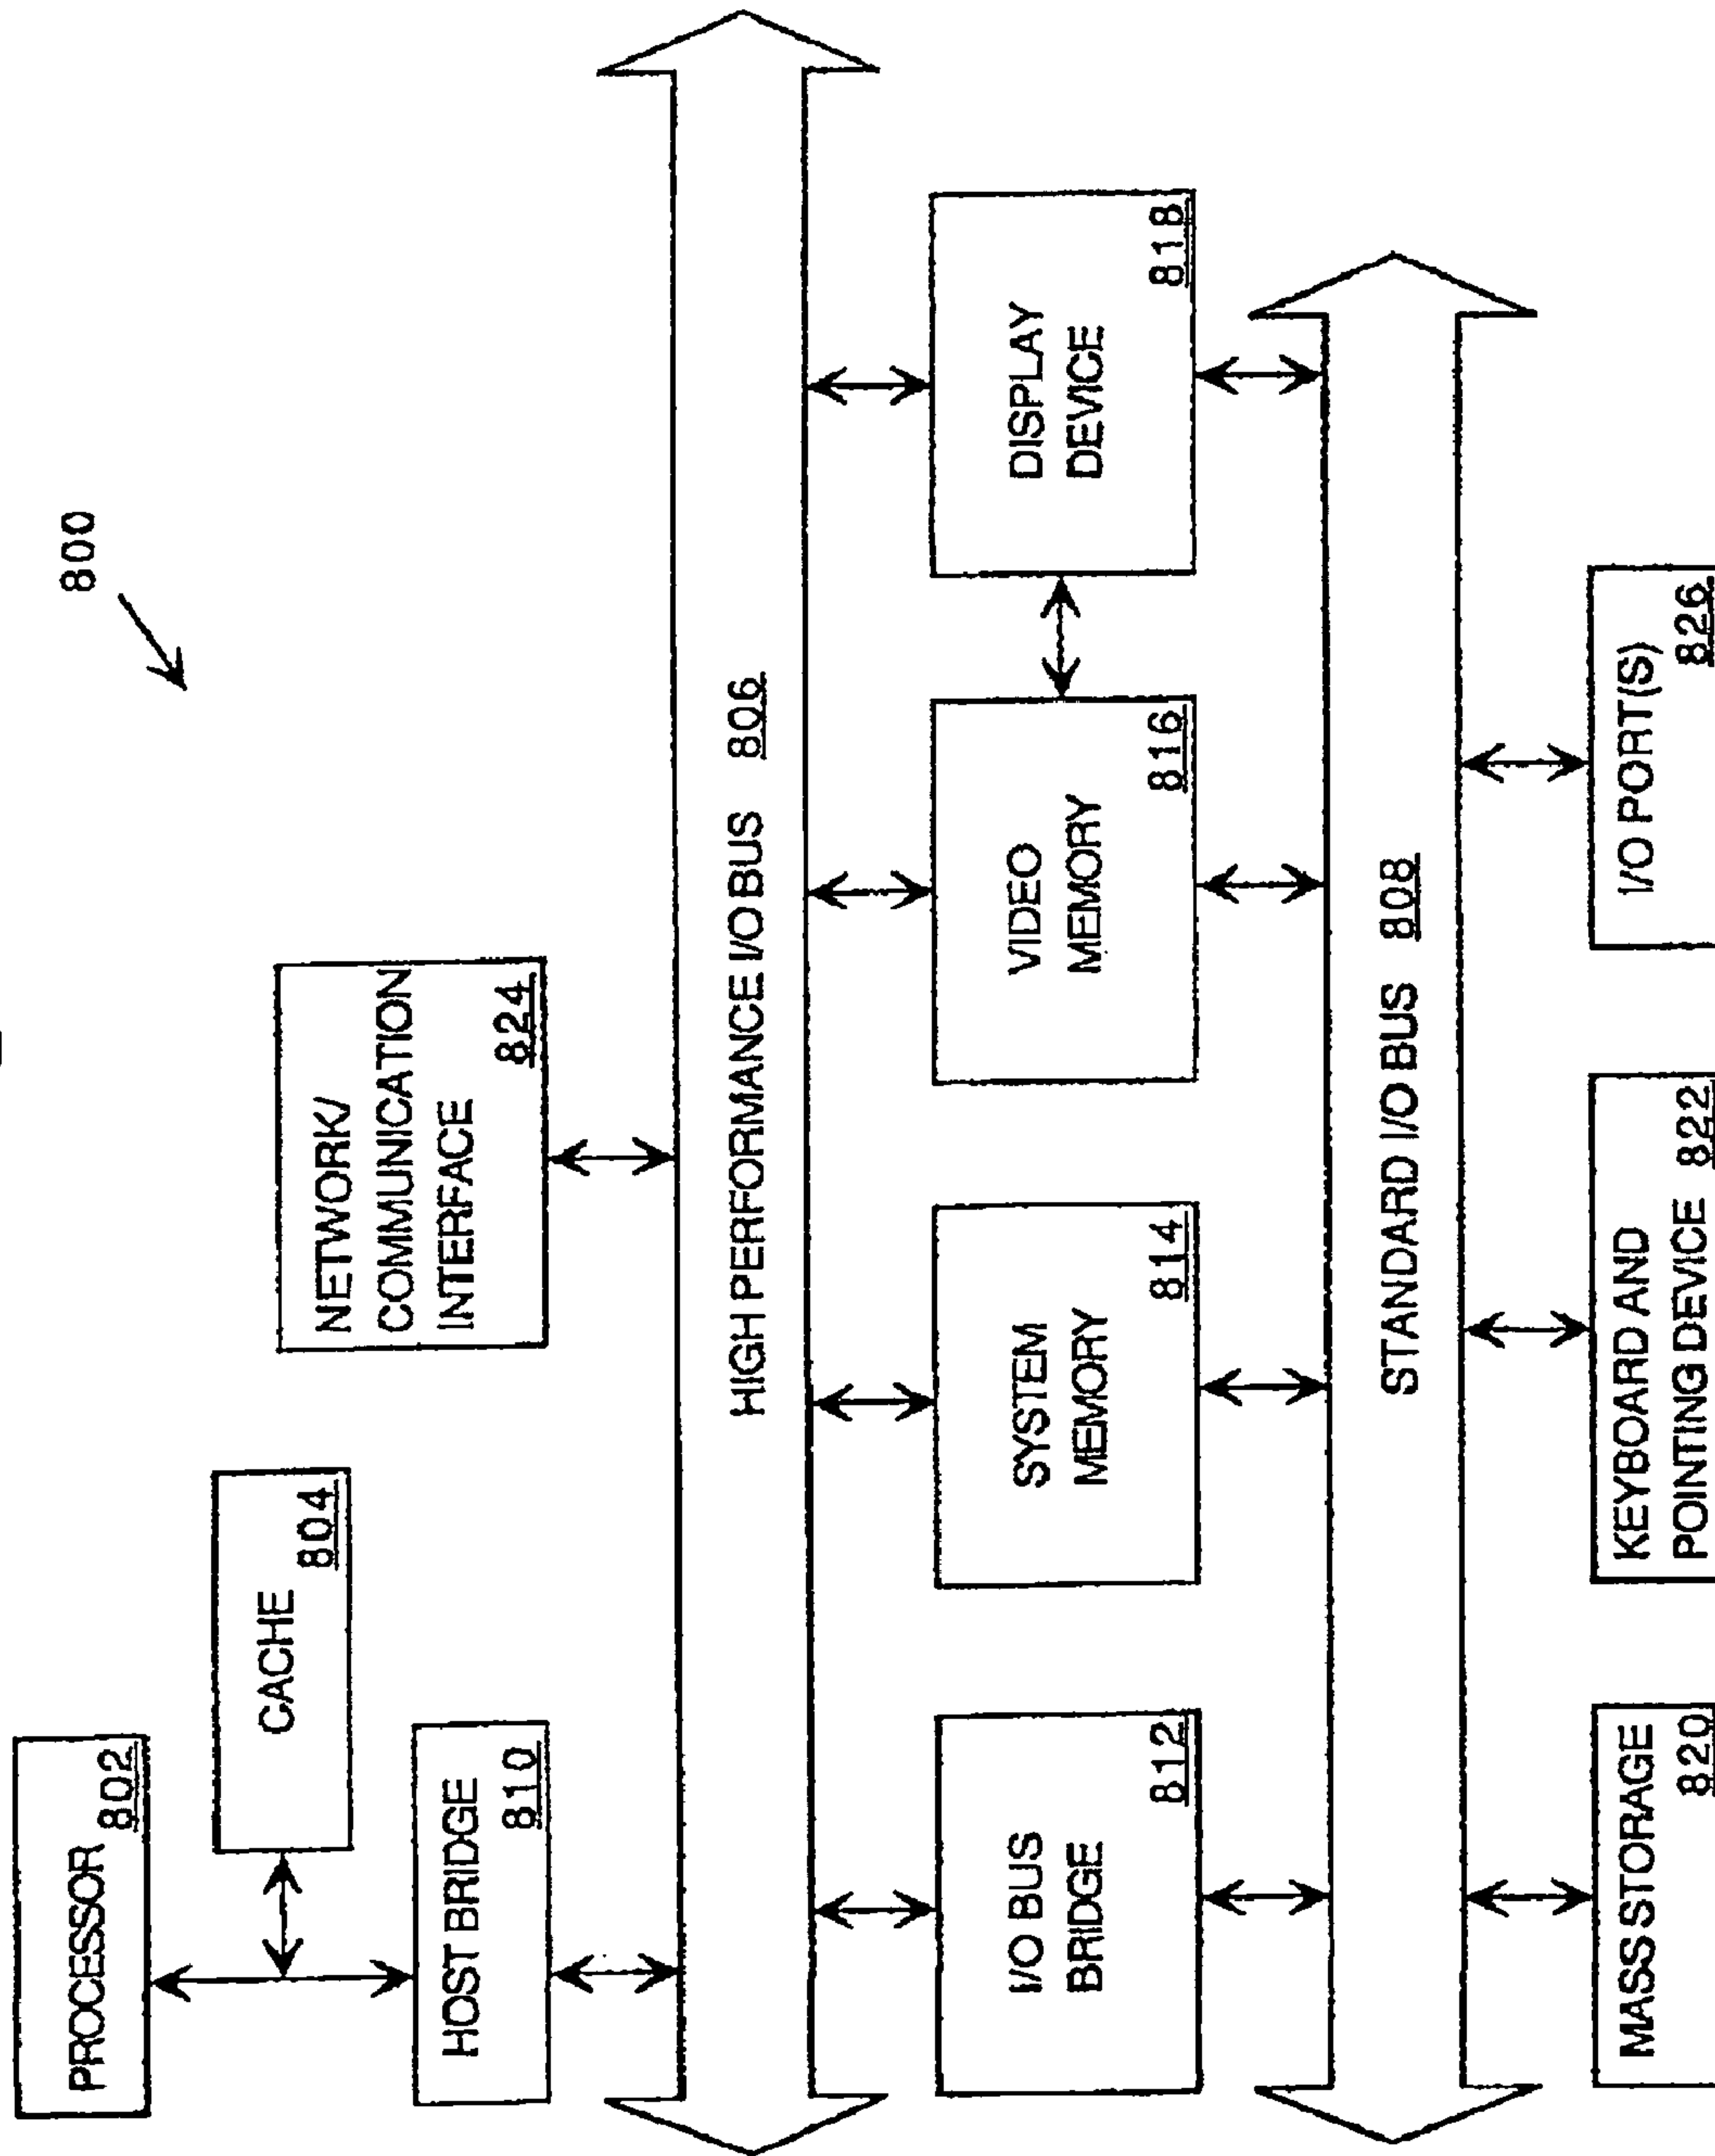 800
PROCESSOR
802
CACHE
804
HOST BRIDGE
810
NETWORK/
COMMUNICATION
INTERFACE
824
HIGH PERFORMANCE I/O BUS 806
I/O BUS
BRIDGE
812
SYSTEM
MEMORY
814
VIDEO
MEMORY
816
DISPLAY
DEVICE
818
STANDARD I/O BUS 808
MASS STORAGE
820
KEYBOARD AND
POINTING DEVICE 822
I/O PORT(S)
826